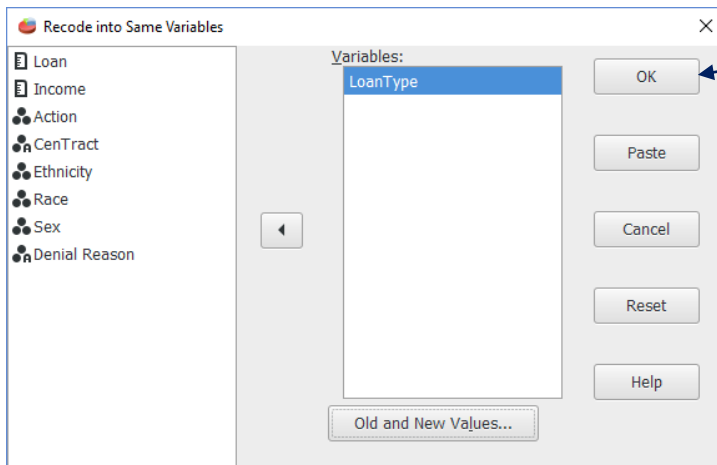 Recode into Same Variables
Loan
Income
Action
CenTract
Ethnicity
Race
Sex
Denial Reason
Variables:
LoanType
OK
Paste
Cancel
Reset
Help
Old and New Values...